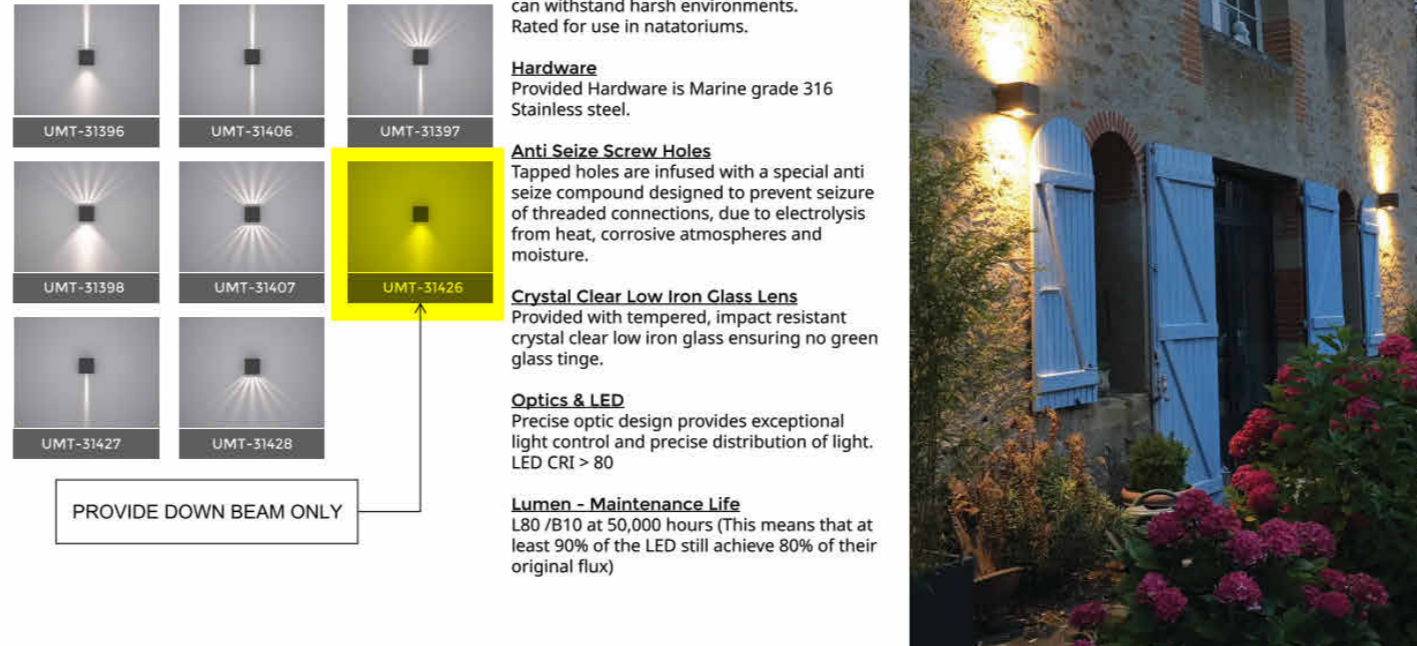 UMT-31396
UMT-31406
UMT-31397
UMT-31398
UMT-31407
UMT-31426
UMT-31427
UMT-31428
PROVIDE DOWN BEAM ONLY
can withstand harsh environments.
Rated for use in natatoriums.
Hardware
Provided Hardware is Marine grade 316
Stainless steel.
Anti Seize Screw Holes
Tapped holes are infused with a special anti
seize compound designed to prevent seizure
of threaded connections, due to electrolysis
from heat, corrosive atmospheres and
moisture.
Crystal Clear Low Iron Glass Lens
Provided with tempered, impact resistant
crystal clear low iron glass ensuring no green
glass tinge.
Optics & LED
Precise optic design provides exceptional
light control and precise distribution of light.
LED CRI > 80
Lumen - Maintenance Life
L80 /B10 at 50,000 hours (This means that at
least 90% of the LED still achieve 80% of their
original flux)